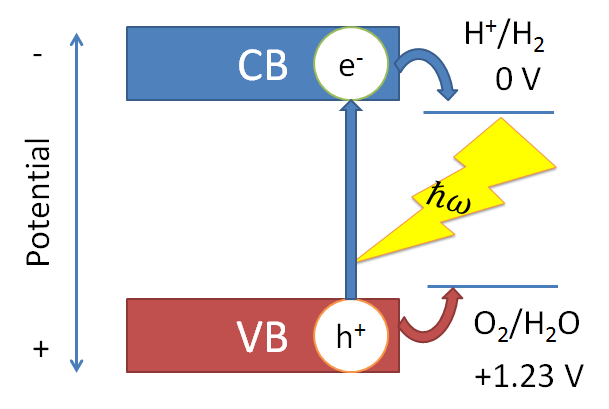 -
Potential
+
CB
e⁻
H⁺/H₂
0 V
ℏω
VB
h⁺
O₂/H₂O
+1.23 V